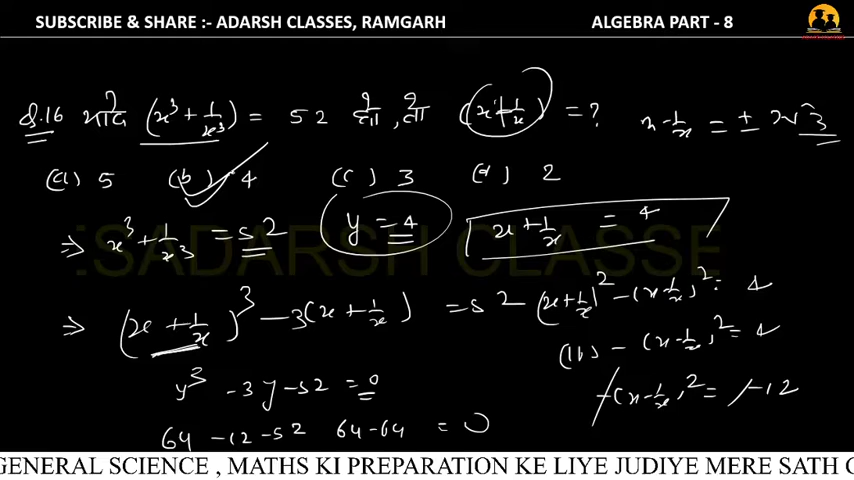 SUBSCRIBE & SHARE :- ADARSH CLASSES, RAMGARH ALGEBRA PART - 8
Q.16 यदि (x³ + 1/x³) = 52 हो, तो (x + 1/x) = ?
x - 1/x = ± 2√3
(a) 5 (b) 4 (c) 3 (d) 2
⇒ x³ + 1/x³ = 52
y = 4
x + 1/x = 4
SADARSH CLASSE
⇒ (x + 1/x)³ - 3(x + 1/x) = 52
(x + 1/x)² - (x - 1/x)² = 4
(16) - (x - 1/x)² = 4
y³ - 3y - 52 = 0
-(x - 1/x)² = -12
64 - 12 - 52 64 - 64 = 0
GENERAL SCIENCE , MATHS KI PREPARATION KE LIYE JUDIYE MERE SATH